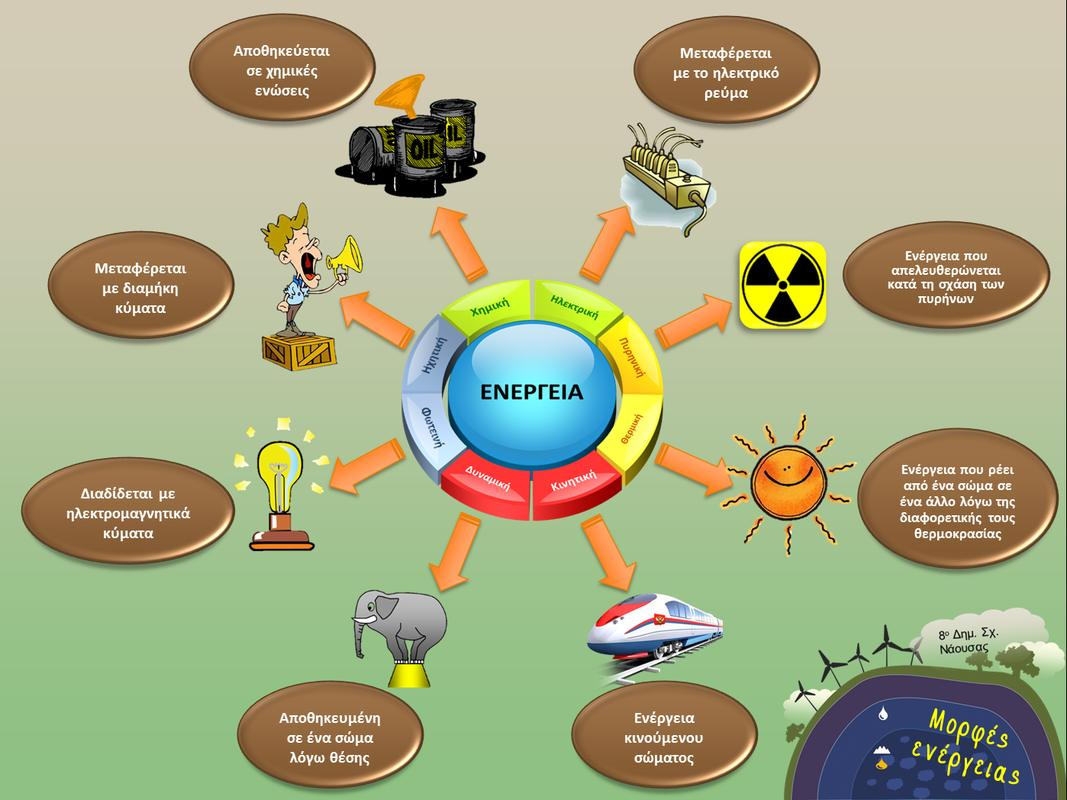 Αποθηκεύεται
σε χημικές
ενώσεις
Μεταφέρεται
με το ηλεκτρικό
ρεύμα
OIL
OIL
Μεταφέρεται
με διαμήκη
κύματα
Ενέργεια που
απελευθερώνεται
κατά τη σχάση των
πυρήνων
Χημική
Ηλεκτρική
Ηχητική
Πυρηνική
ΕΝΕΡΓΕΙΑ
Φωτεινή
Θερμική
Δυναμική
Κινητική
Διαδίδεται με
ηλεκτρομαγνητικά
κύματα
Ενέργεια που ρέει
από ένα σώμα σε
ένα άλλο λόγω της
διαφορετικής τους
θερμοκρασίας
Αποθηκευμένη
σε ένα σώμα
λόγω θέσης
Ενέργεια
κινούμενου
σώματος
8ο Δημ. Σχ.
Νάουσας
Μορφές
ενέργειας